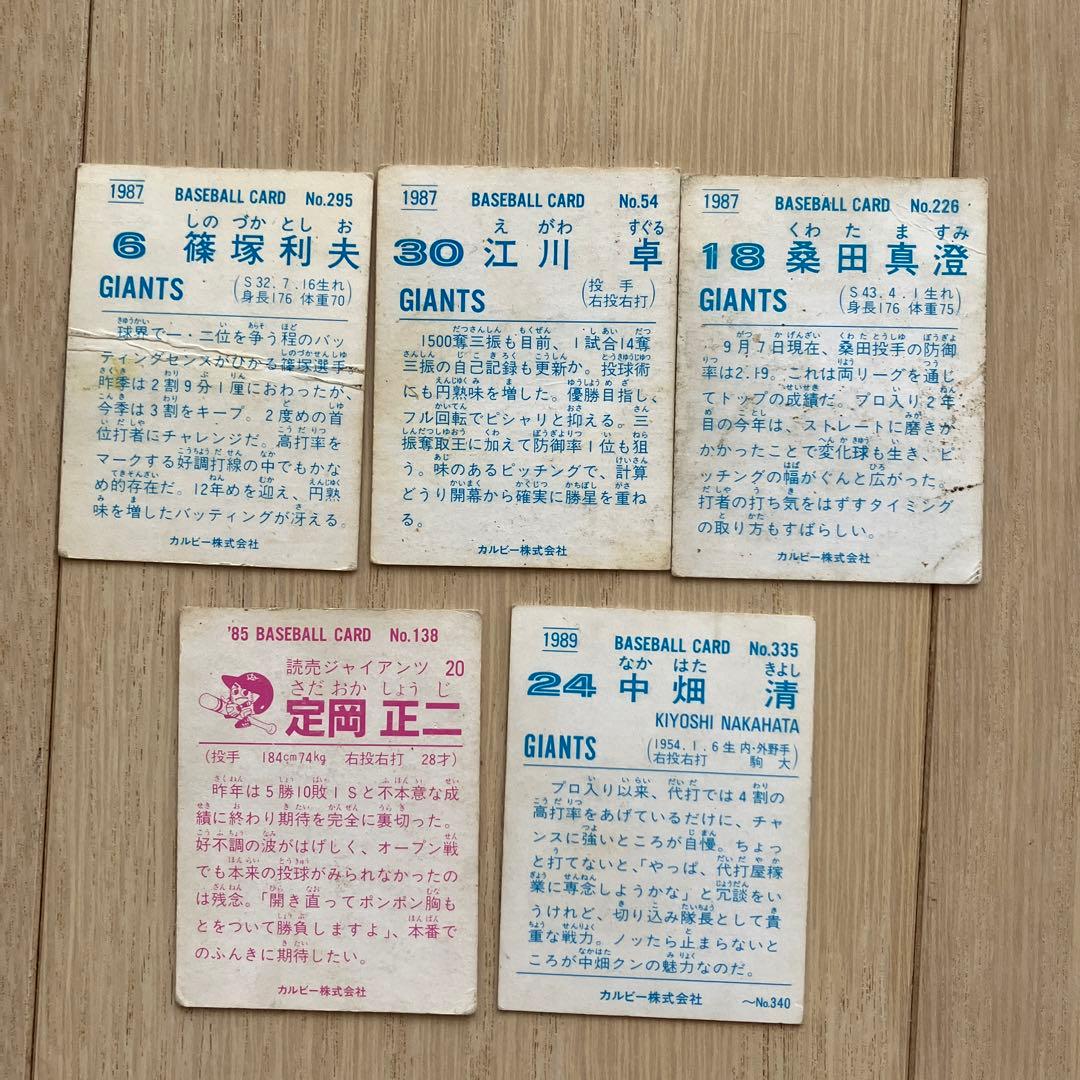 1987 BASEBALL CARD No.295
しの づか とし お
6 篠塚利夫
GIANTS (S32.7.16生れ 身長176 体重70)
球界で一・二位を争う程のバッ
ティングセンスがひかる篠塚選手。
昨季は2割9分1厘におわったが、
今季は3割をキープ。2度めの首
位打者にチャレンジだ。高打率を
マークする好調打線の中でもかな
め的存在だ。12年めを迎え、円熟
味を増したバッティングが冴える。
カルビー株式会社
1987 BASEBALL CARD No.54
え がわ すぐる
30 江川 卓
GIANTS (投手 右投右打)
1500奪三振も目前、1試合14奪
三振の自己記録も更新か。投球術
にも円熟味を増した。優勝目指し、
フル回転でピシャリと抑える。三
振奪取王に加えて防御率1位も狙
う。味のあるピッチングで、計算
どうり開幕から確実に勝星を重ね
る。
カルビー株式会社
1987 BASEBALL CARD No.226
くわ た ま すみ
18 桑田真澄
GIANTS (S43.4.1生れ 身長176 体重75)
9月7日現在、桑田投手の防御
率は2.19。これは両リーグを通じ
てトップの成績だ。プロ入り2年
目の今年は、ストレートに磨きが
かかったことで変化球も生き、ピ
ッチングの幅がぐんと広がった。
打者の打ち気をはずすタイミング
の取り方もすばらしい。
カルビー株式会社
'85 BASEBALL CARD No.138
読売ジャイアンツ 20
さだ おか しょう じ
定岡 正二
(投手 184cm74kg 右投右打 28才)
昨年は5勝10敗1Sと不本意な成
績に終わり期待を完全に裏切った。
好不調の波がはげしく、オープン戦
でも本来の投球がみられなかったの
は残念。「開き直ってポンポン胸も
とをついて勝負しますよ」、本番で
のふんきに期待したい。
カルビー株式会社
1989 BASEBALL CARD No.335
なか はた きよし
24 中畑 清
KIYOSHI NAKAHATA
GIANTS (1954.1.6生 内・外野手 右投右打 駒大)
プロ入り以来、代打では4割の
高打率をあげているだけに、チャ
ンスに強いところが自慢。ちょっ
と打てないと、「やっぱ、代打屋稼
業に専念しようかな」と冗談をい
うけれど、切り込み隊長として貴
重な戦力。ノッたら止まらないと
ころが中畑クンの魅力なのだ。
カルビー株式会社 〜No.340